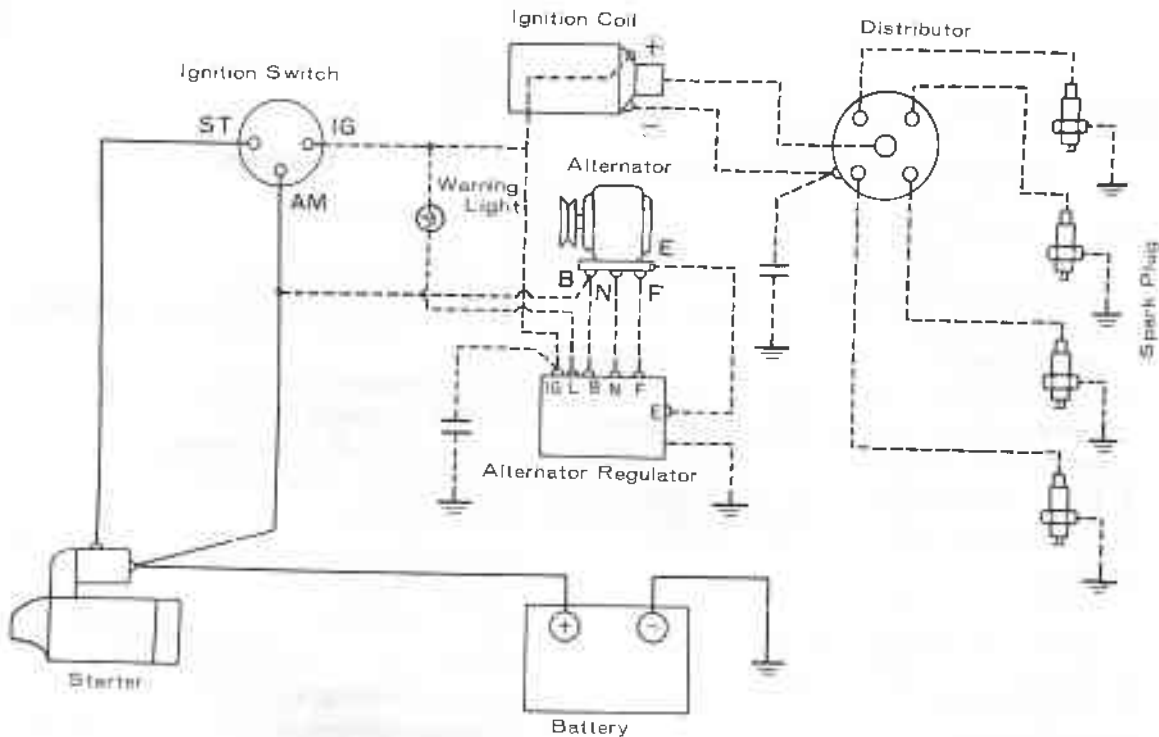 Ignition Coil
+
−
Distributor
Ignition Switch
ST
IG
AM
Warning
Light
Alternator
E
B
N
F
IG
L
B
N
F
E
Alternator Regulator
Spark Plug
Starter
+
−
Battery